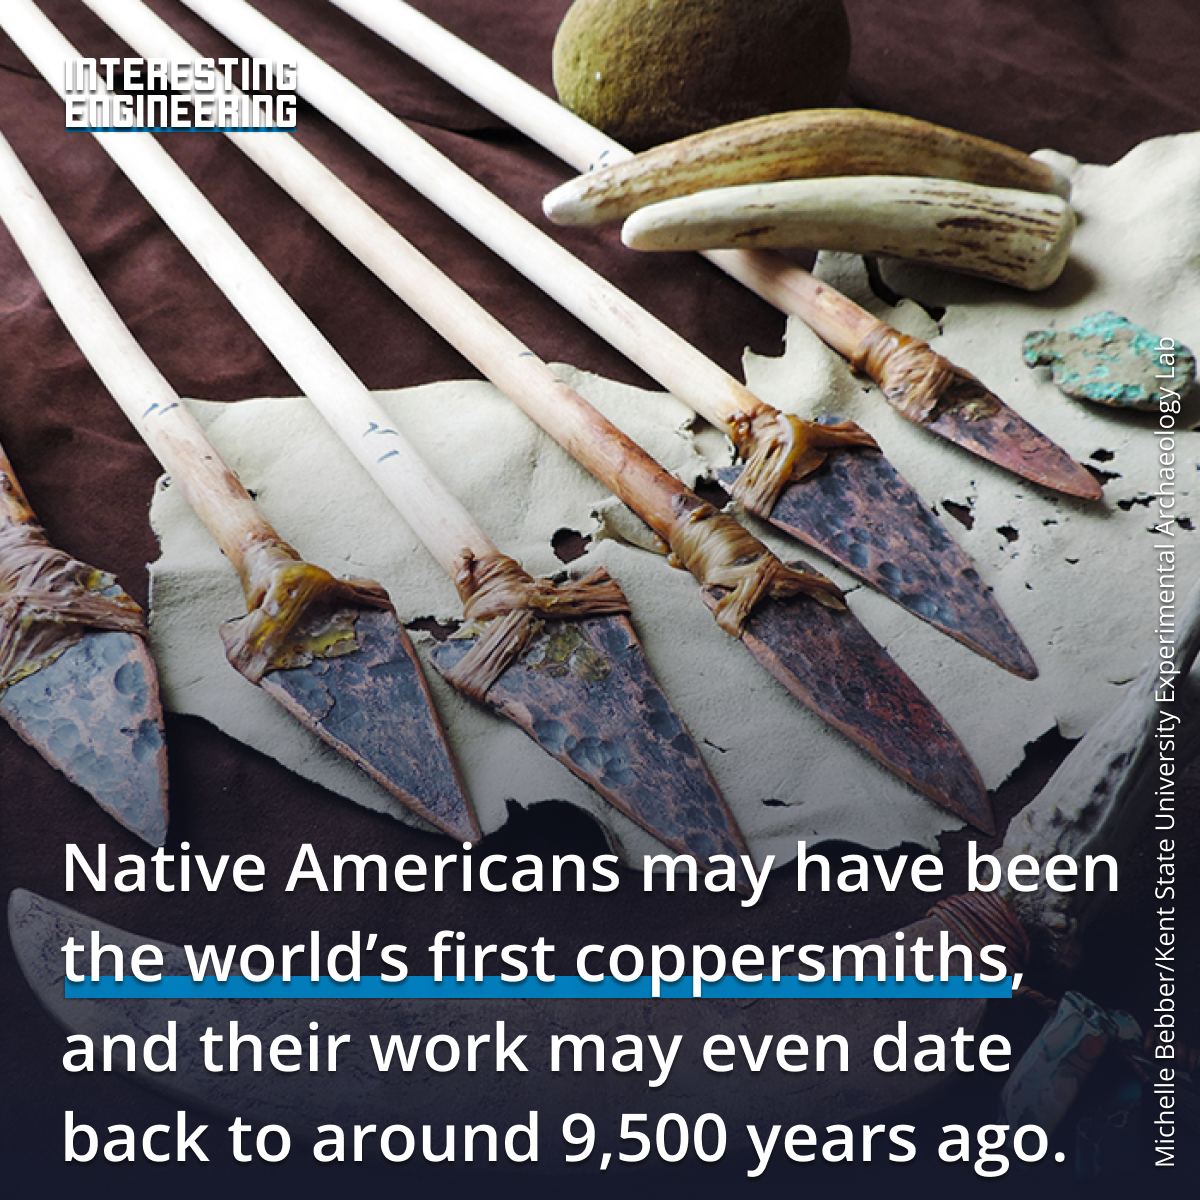 INTERESTING
ENGINEERING
Native Americans may have been
the world's first coppersmiths,
and their work may even date
back to around 9,500 years ago.
Michelle Bebber/Kent State University Experimental Archaeology Lab